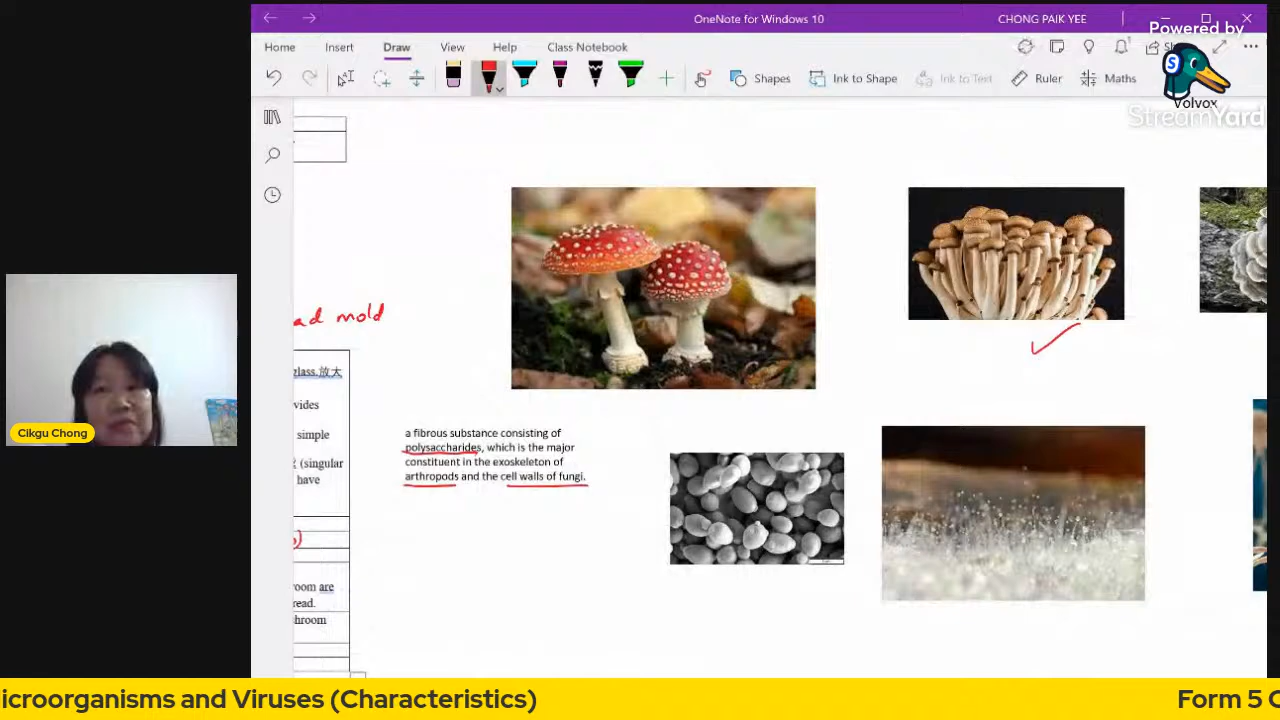 OneNote for Windows 10
CHONG PAIK YEE
Powered by
Home Insert Draw View Help Class Notebook
Shapes Ink to Shape Ink to Text Ruler Maths
Volvox
StreamYard
ad mold
glass.放大
vides
simple
(singular
have
a fibrous substance consisting of
polysaccharides, which is the major
constituent in the exoskeleton of
arthropods and the cell walls of fungi.
Cikgu Chong
room are
read.
hroom
icroorganisms and Viruses (Characteristics)
Form 5 C